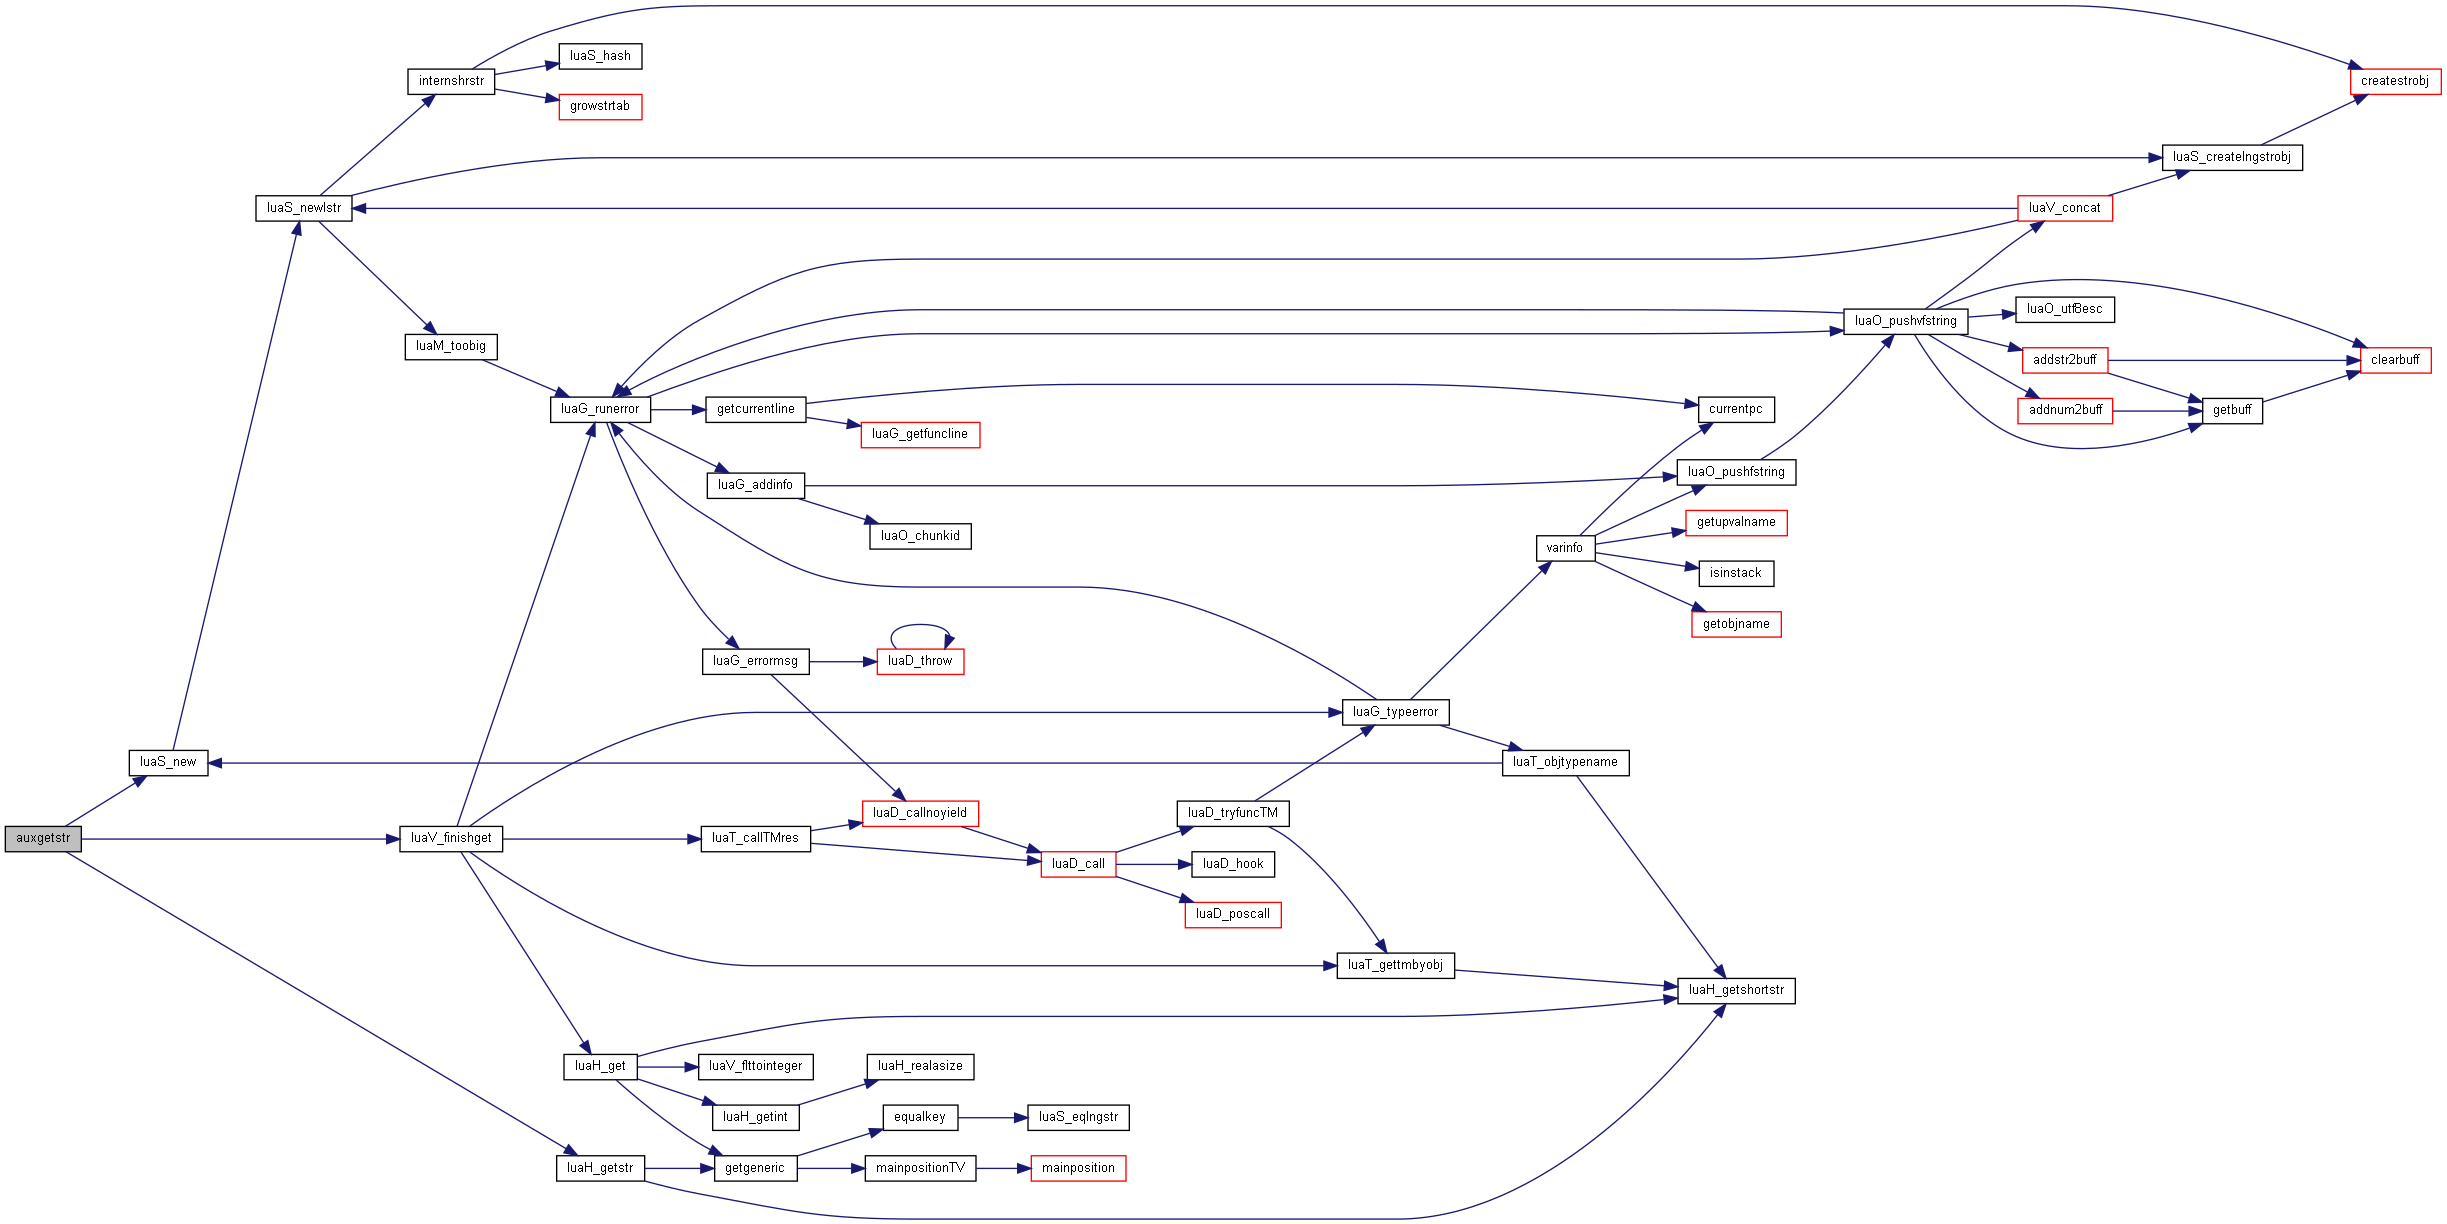 luaS_hash
internshrstr
createstrobj
growstrtab
luaS_createlngstrobj
luaS_newlstr
luaV_concat
luaO_utf8esc
luaO_pushvfstring
luaM_toobig
addstr2buff
clearbuff
luaG_runerror
getcurrentline
currentpc
addnum2buff
getbuff
luaG_getfuncline
luaO_pushfstring
luaG_addinfo
getupvalname
luaO_chunkid
varinfo
isinstack
getobjname
luaG_errormsg
luaD_throw
luaG_typeerror
luaS_new
luaT_objtypename
luaD_callnoyield
luaD_tryfuncTM
auxgetstr
luaV_finishget
luaT_callTMres
luaD_call
luaD_hook
luaD_poscall
luaT_gettmbyobj
luaH_getshortstr
luaH_get
luaV_flttointeger
luaH_realasize
luaH_getint
equalkey
luaS_eqlngstr
luaH_getstr
getgeneric
mainpositionTV
mainposition